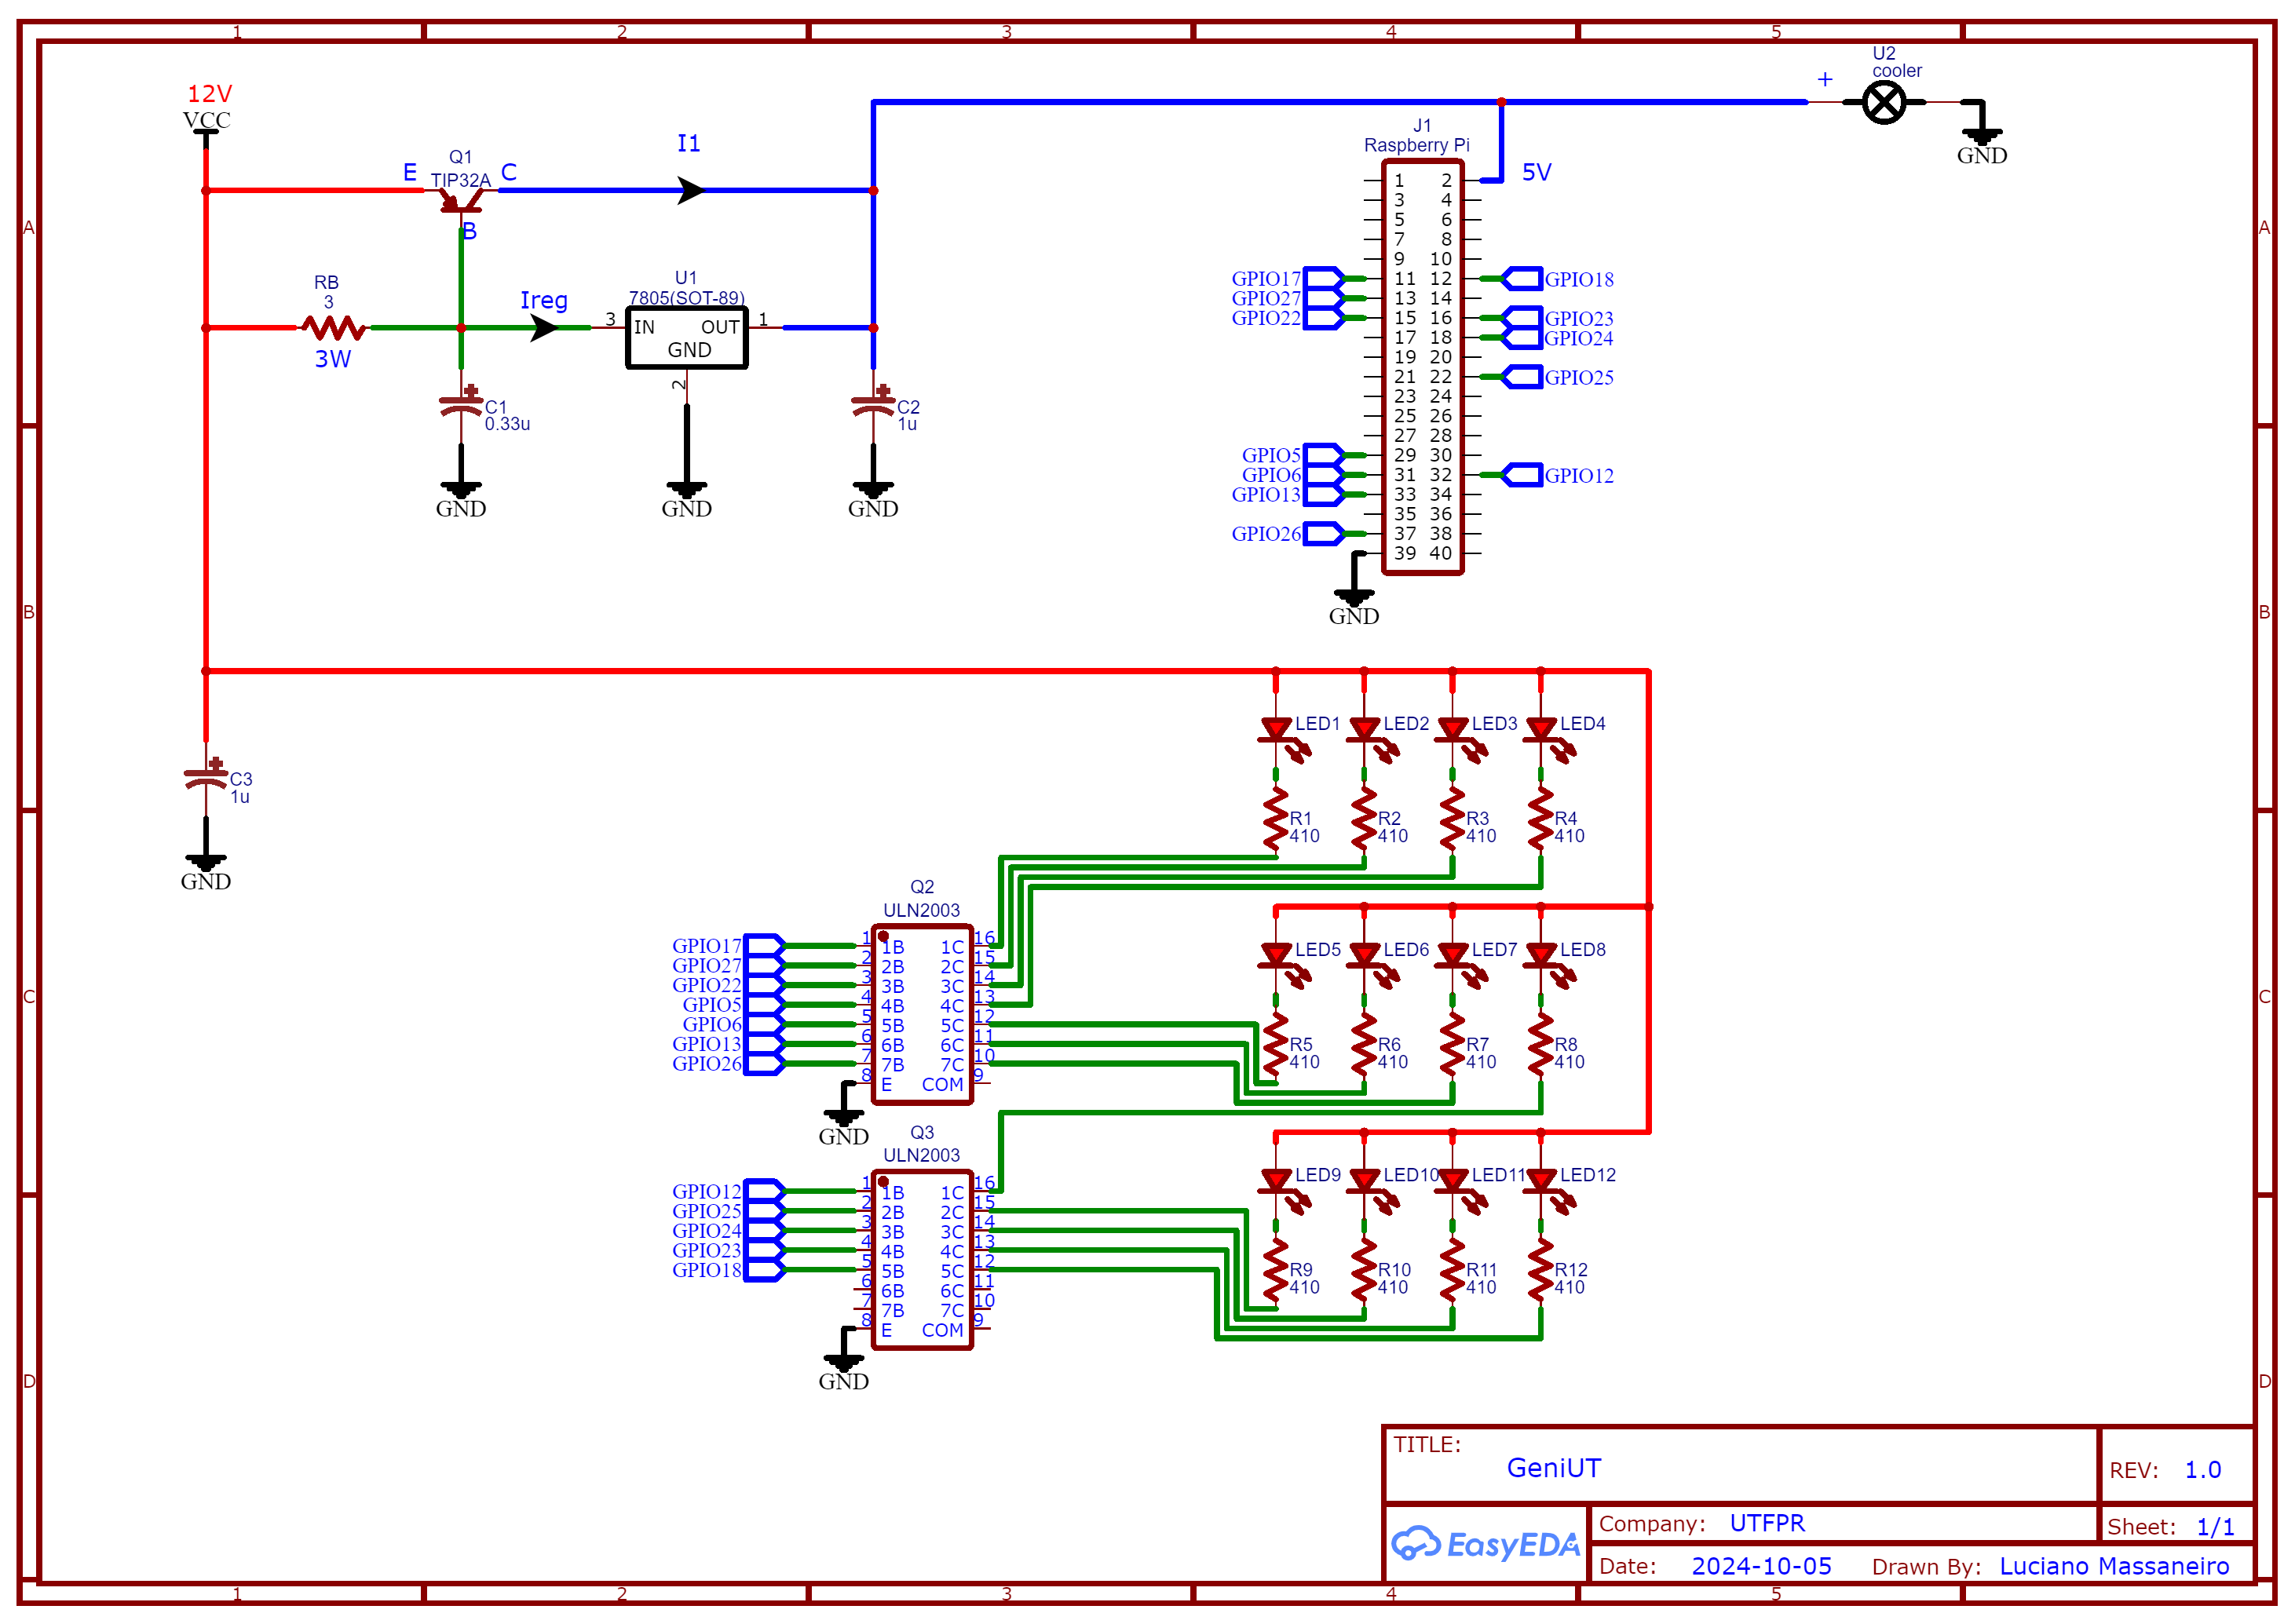 1 2 3 4 5
A A
B B
C C
D D
12V
VCC
E
Q1
TIP32A
C
B
I1
RB
3
3W
Ireg
U1
7805(SOT-89)
3 IN OUT 1
GND
2
C1
0.33u
C2
1u
GND
GND
GND
U2
cooler
+
GND
J1
Raspberry Pi
5V
1 2
3 4
5 6
7 8
9 10
GPIO17 11 12 GPIO18
GPIO27 13 14
GPIO22 15 16 GPIO23
17 18 GPIO24
19 20
21 22 GPIO25
23 24
25 26
27 28
GPIO5 29 30
GPIO6 31 32 GPIO12
GPIO13 33 34
35 36
GPIO26 37 38
39 40
GND
C3
1u
GND
LED1 LED2 LED3 LED4
R1 R2 R3 R4
410 410 410 410
Q2
ULN2003
GPIO17 1 1B 1C 16
GPIO27 2 2B 2C 15
GPIO22 3 3B 3C 14
GPIO5 4 4B 4C 13
GPIO6 5 5B 5C 12
GPIO13 6 6B 6C 11
GPIO26 7 7B 7C 10
8 E COM 9
GND
LED5 LED6 LED7 LED8
R5 R6 R7 R8
410 410 410 410
Q3
ULN2003
GPIO12 1 1B 1C 16
GPIO25 2 2B 2C 15
GPIO24 3 3B 3C 14
GPIO23 4 4B 4C 13
GPIO18 5 5B 5C 12
6 6B 6C 11
7 7B 7C 10
8 E COM 9
GND
LED9 LED10 LED11 LED12
R9 R10 R11 R12
410 410 410 410
TITLE:
GeniUT
REV: 1.0
EasyEDA
Company: UTFPR
Sheet: 1/1
Date: 2024-10-05 Drawn By: Luciano Massaneiro
1 2 3 4 5